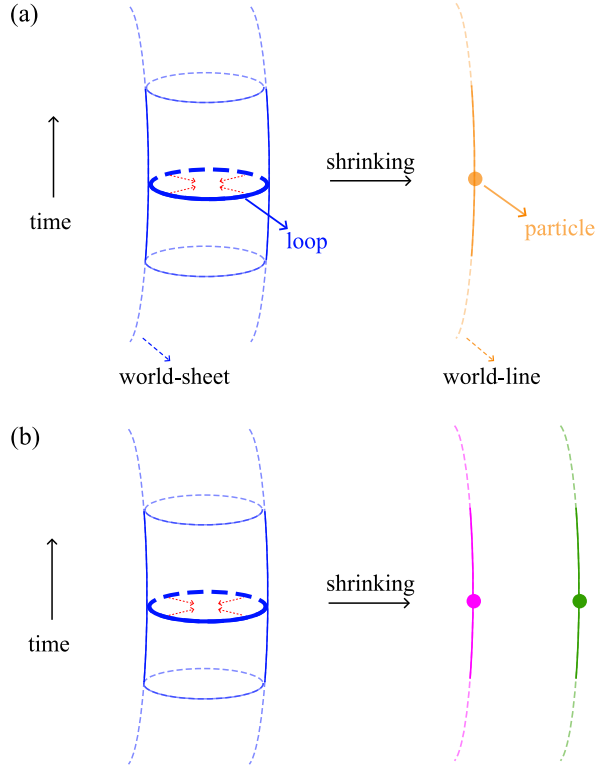 (a)
time
loop
shrinking
particle
world-sheet
world-line
(b)
time
shrinking